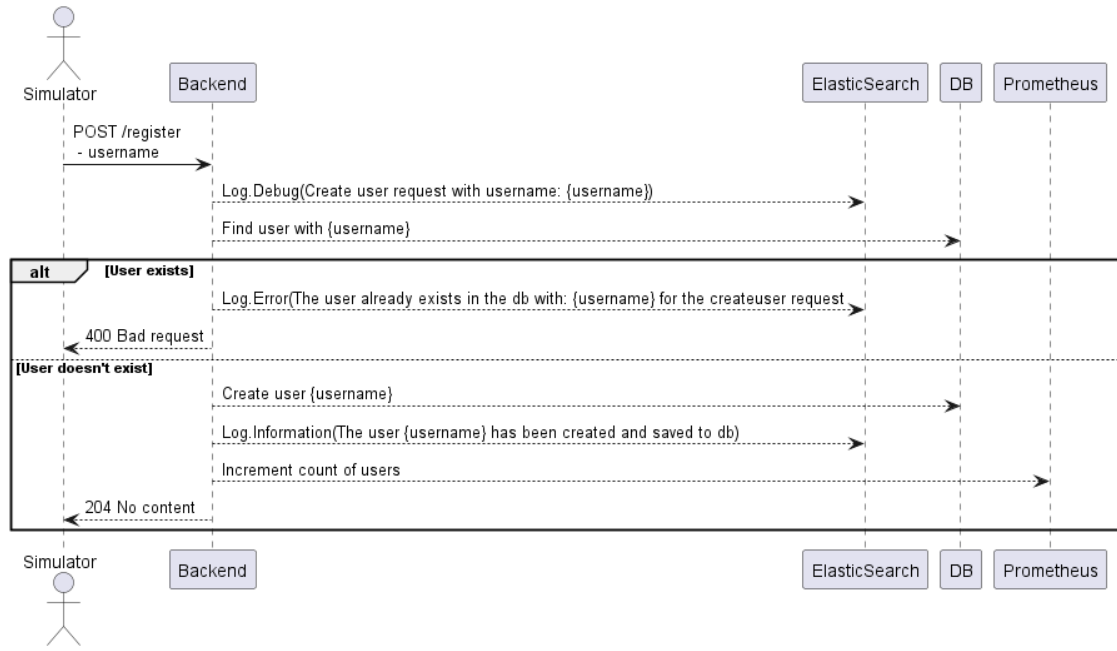 Simulator
Backend
ElasticSearch
DB
Prometheus
POST /register
- username
Log.Debug(Create user request with username: {username})
Find user with {username}
alt
[User exists]
Log.Error(The user already exists in the db with: {username} for the createuser request
400 Bad request
[User doesn't exist]
Create user {username}
Log.Information(The user {username} has been created and saved to db)
Increment count of users
204 No content
Simulator
Backend
ElasticSearch
DB
Prometheus